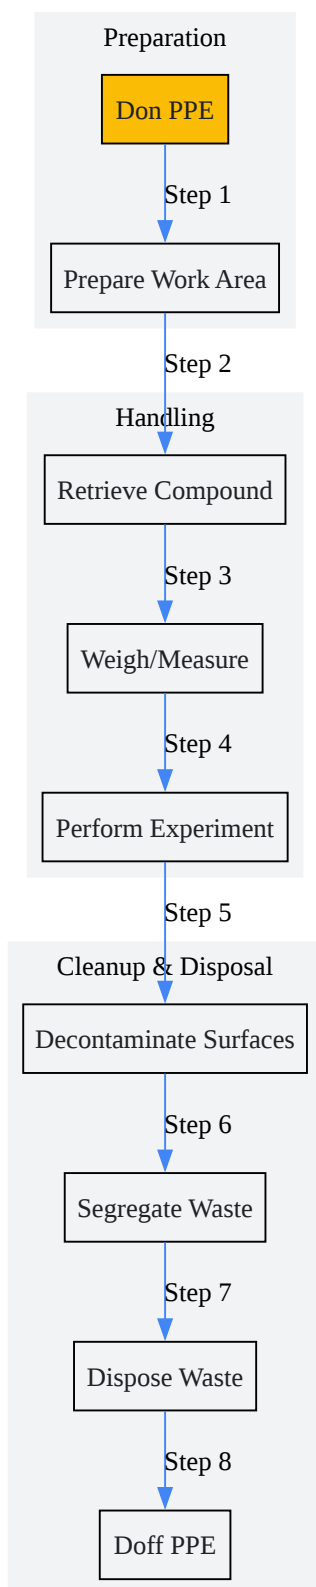 Preparation
Don PPE
Step 1
Prepare Work Area
Step 2
Handling
Retrieve Compound
Step 3
Weigh/Measure
Step 4
Perform Experiment
Step 5
Cleanup & Disposal
Decontaminate Surfaces
Step 6
Segregate Waste
Step 7
Dispose Waste
Step 8
Doff PPE